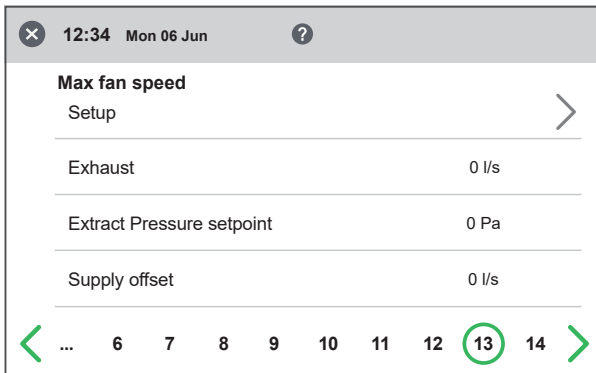 12:34 Mon 06 Jun ?
Max fan speed
Setup
Exhaust 0 l/s
Extract Pressure setpoint 0 Pa
Supply offset 0 l/s
... 6 7 8 9 10 11 12 13 14